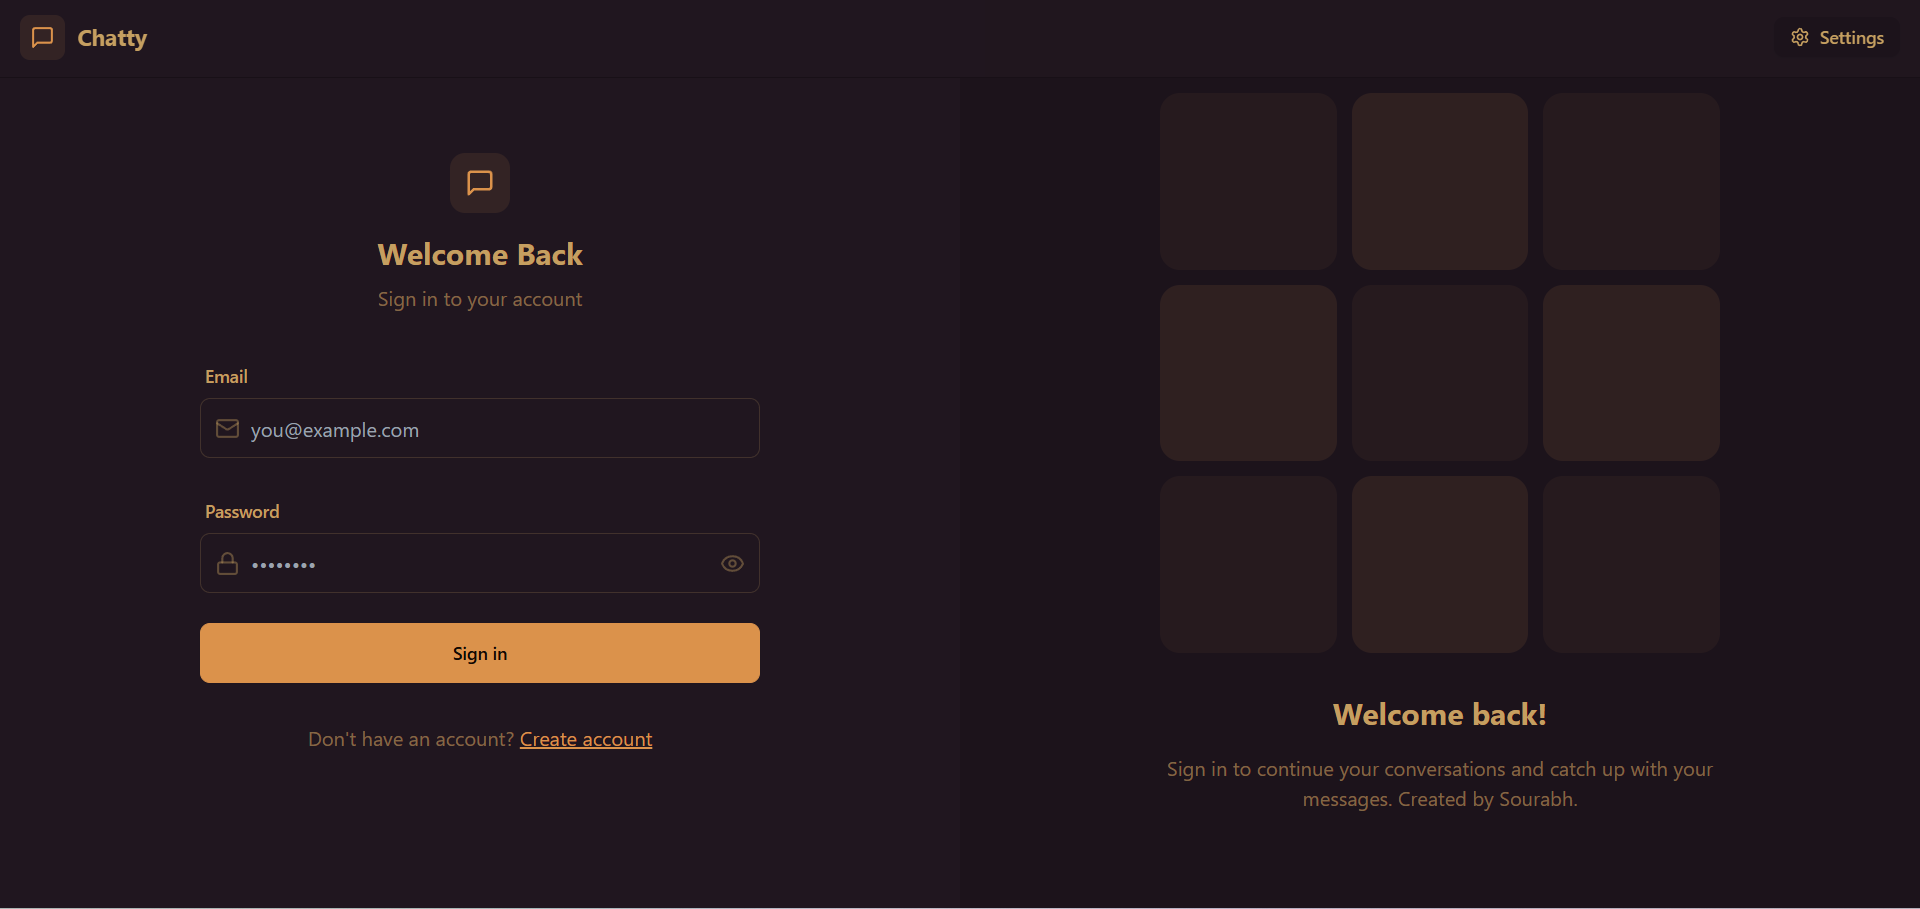 Chatty
Settings
Welcome Back
Sign in to your account
Email
you@example.com
Password
••••••••
Sign in
Don't have an account? Create account
Welcome back!
Sign in to continue your conversations and catch up with your
messages. Created by Sourabh.